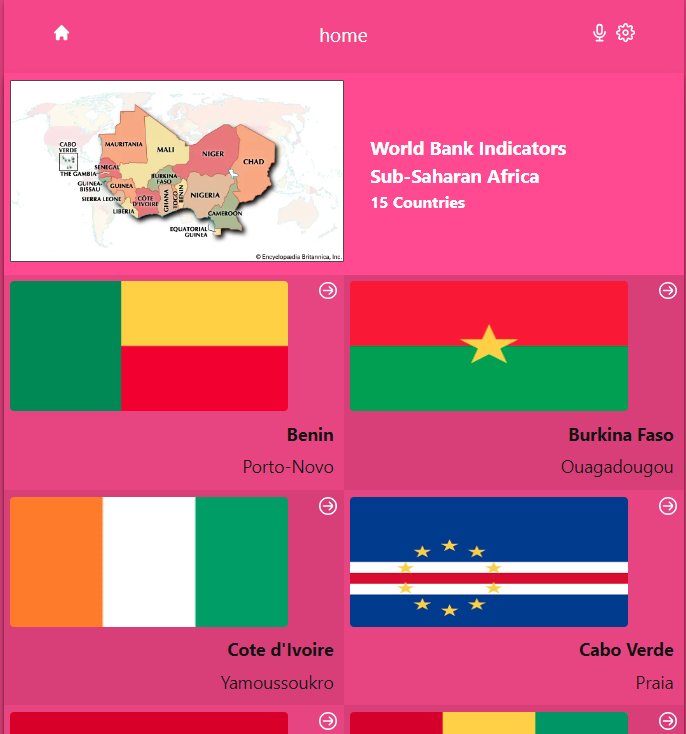 home
CABO
VERDE
MAURITANIA
MALI
NIGER
CHAD
SENEGAL
THE GAMBIA
GUINEA-
BISSAU
GUINEA
BURKINA
FASO
SIERRA LEONE
LIBERIA
CÔTE
D'IVOIRE
GHANA
TOGO
BENIN
NIGERIA
CAMEROON
EQUATORIAL
GUINEA
© Encyclopædia Britannica, Inc.
World Bank Indicators
Sub-Saharan Africa
15 Countries
Benin
Porto-Novo
Burkina Faso
Ouagadougou
Cote d'Ivoire
Yamoussoukro
Cabo Verde
Praia